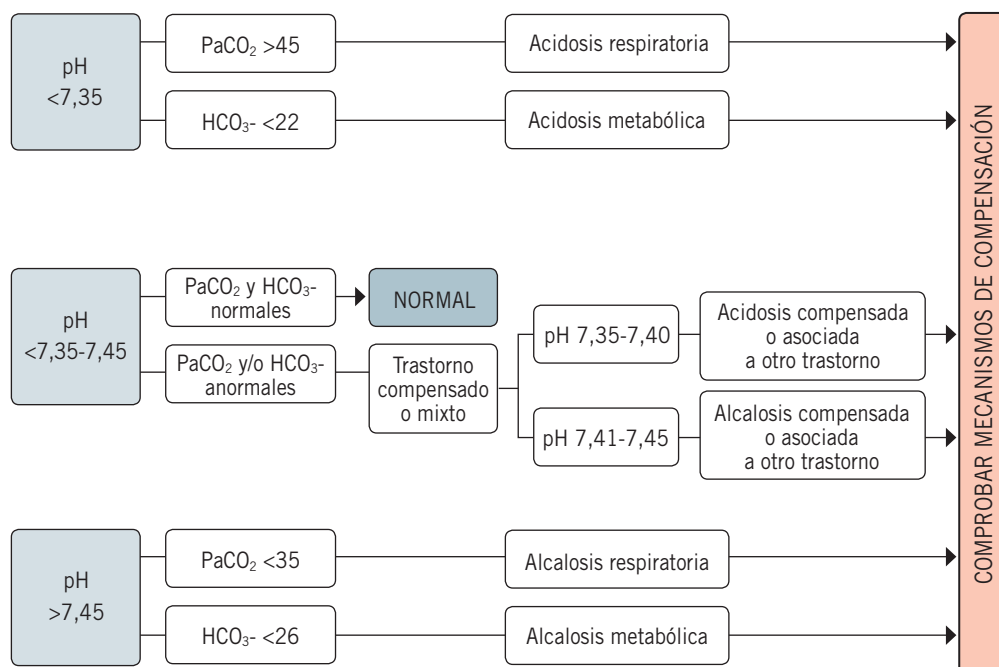 pH
<7,35
PaCO₂ >45
Acidosis respiratoria
HCO₃- <22
Acidosis metabólica
pH
<7,35-7,45
PaCO₂ y HCO₃-
normales
NORMAL
PaCO₂ y/o HCO₃-
anormales
Trastorno
compensado
o mixto
pH 7,35-7,40
Acidosis compensada
o asociada
a otro trastorno
pH 7,41-7,45
Alcalosis compensada
o asociada
a otro trastorno
pH
>7,45
PaCO₂ <35
Alcalosis respiratoria
HCO₃- <26
Alcalosis metabólica
COMPROBAR MECANISMOS DE COMPENSACIÓN